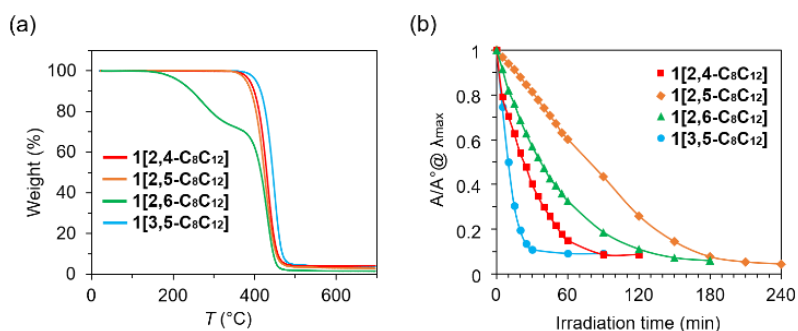 (a)
Weight (%)
100
80
60
40
20
0
1[2,4-C₈C₁₂]
1[2,5-C₈C₁₂]
1[2,6-C₈C₁₂]
1[3,5-C₈C₁₂]
0 200 400 600
T (°C)
(b)
A/A°@ λmax
1
0.8
0.6
0.4
0.2
0
1[2,4-C₈C₁₂]
1[2,5-C₈C₁₂]
1[2,6-C₈C₁₂]
1[3,5-C₈C₁₂]
0 60 120 180 240
Irradiation time (min)